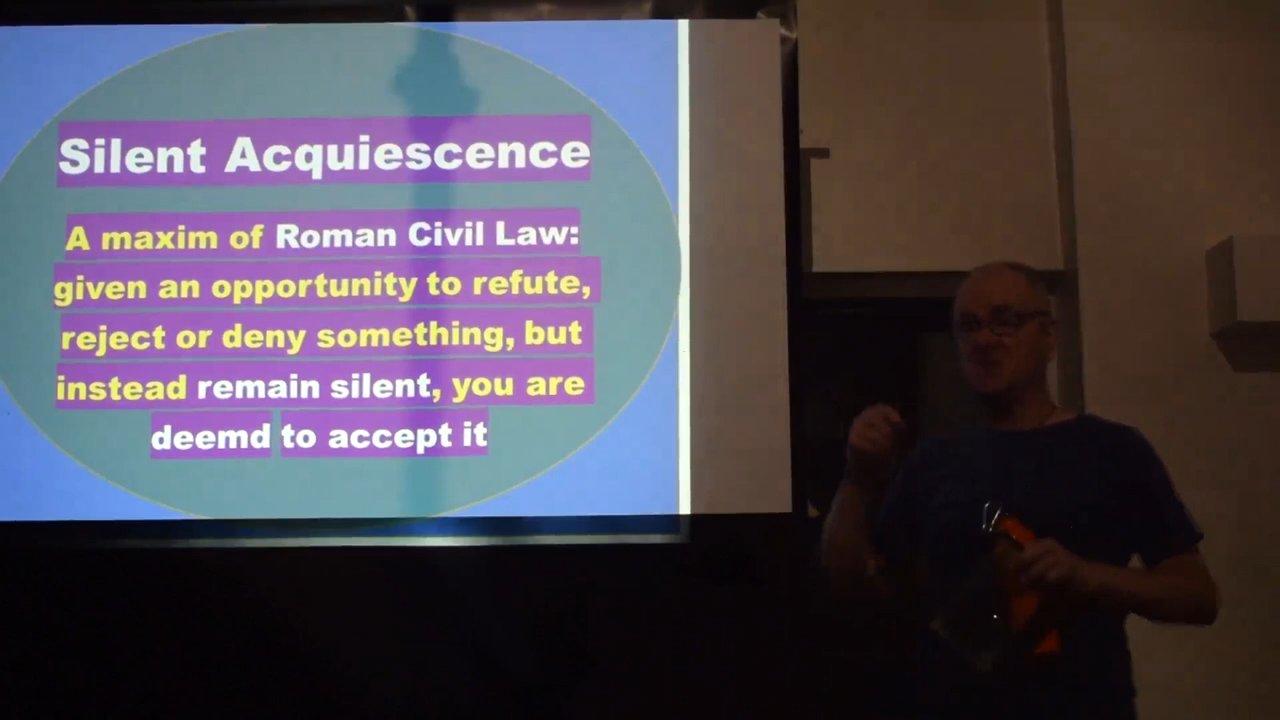 Silent Acquiescence
A maxim of Roman Civil Law:
given an opportunity to refute,
reject or deny something, but
instead remain silent, you are
deemd to accept it